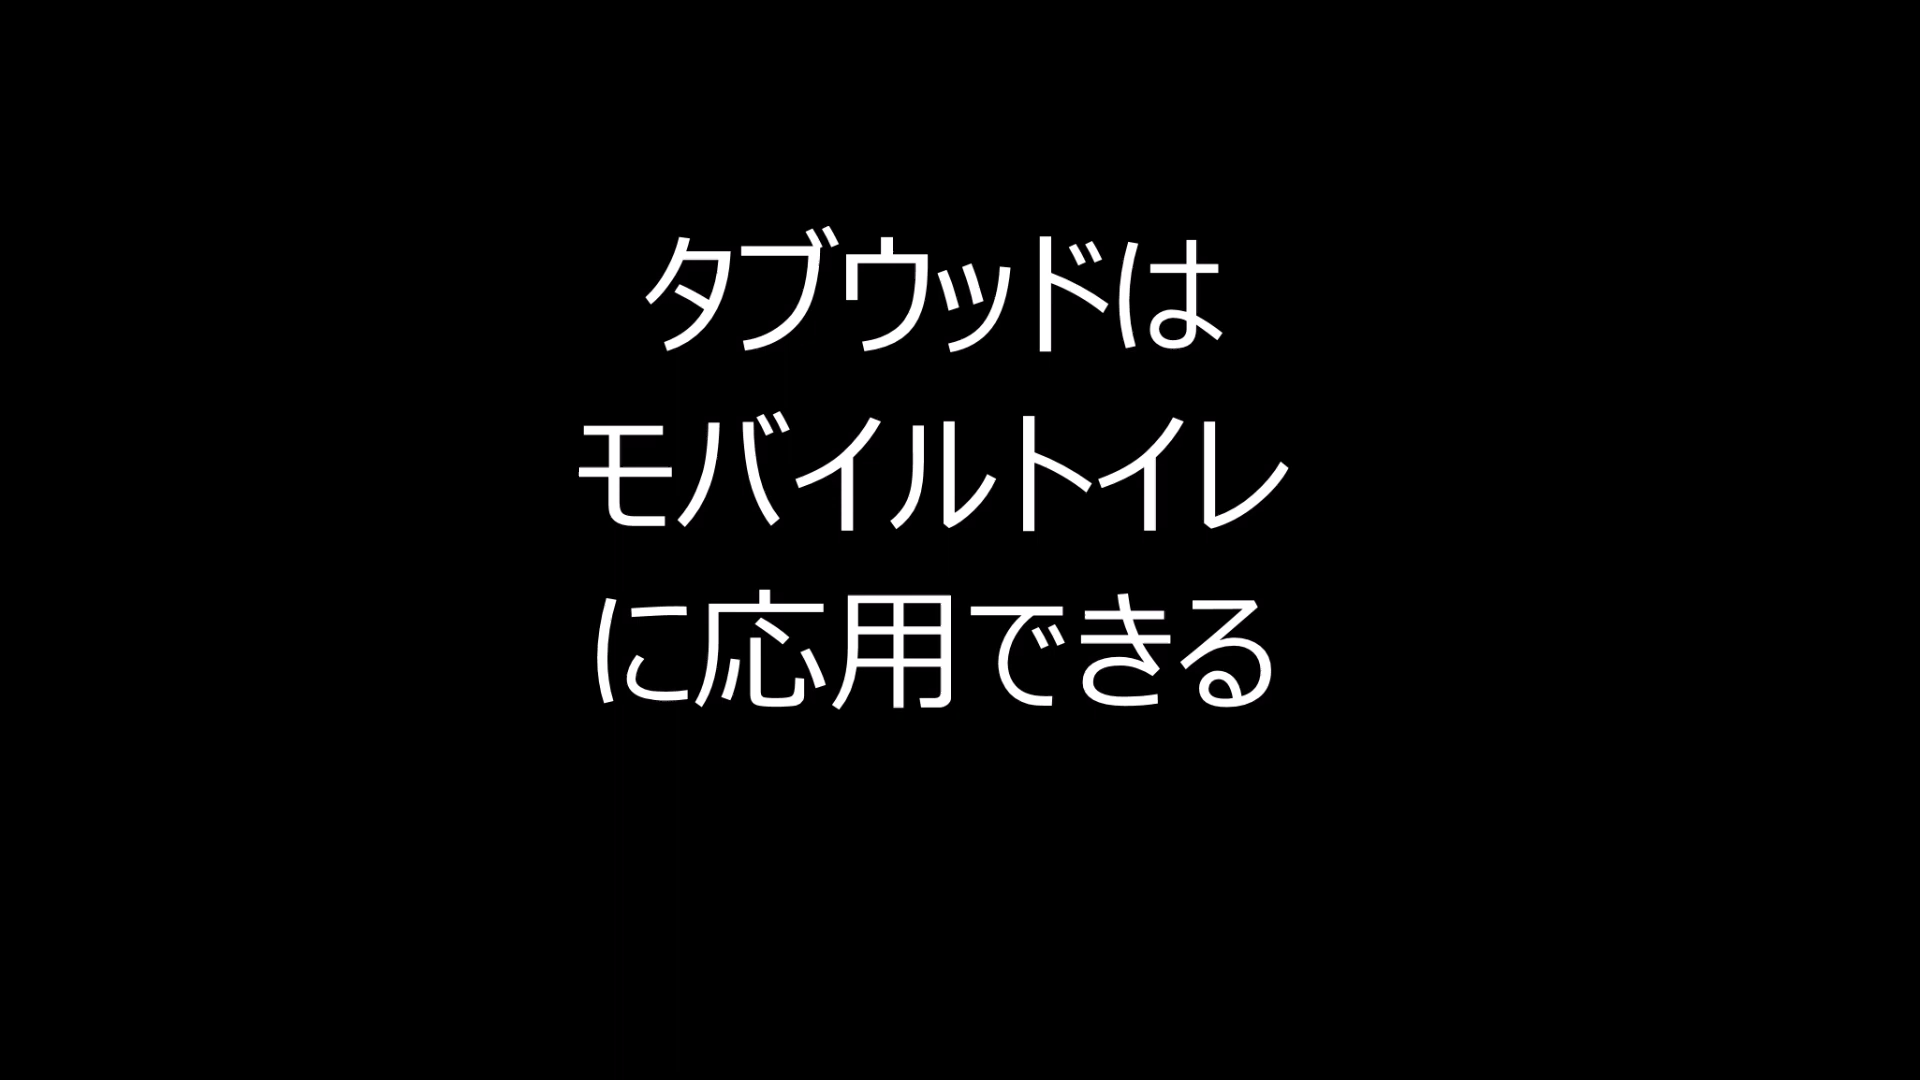 タブウッドは
モバイルトイレ
に応用できる